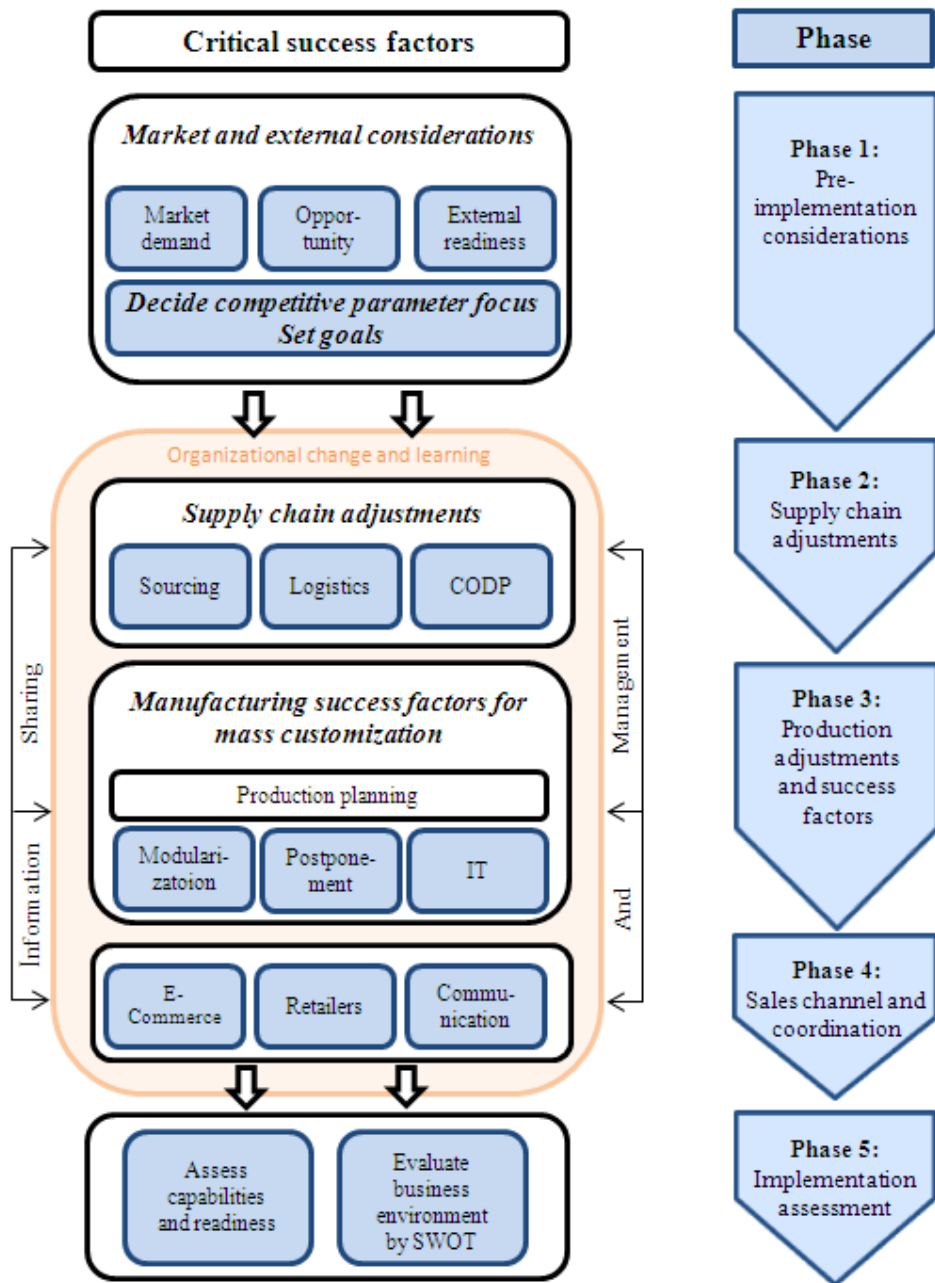 Critical success factors
Phase
Market and external considerations
Market
demand
Oppor-
tunity
External
readiness
Decide competitive parameter focus
Set goals
Phase 1:
Pre-
implementation
considerations
Organizational change and learning
Supply chain adjustments
Sourcing
Logistics
CODP
Phase 2:
Supply chain
adjustments
Manufacturing success factors for
mass customization
Production planning
Modulari-
zatoion
Postpone-
ment
IT
Phase 3:
Production
adjustments
and success
factors
E-
Commerce
Retailers
Commu-
nication
Phase 4:
Sales channel and
coordination
Information
Sharing
And
Management
Assess
capabilities
and readiness
Evaluate
business
environment
by SWOT
Phase 5:
Implementation
assessment